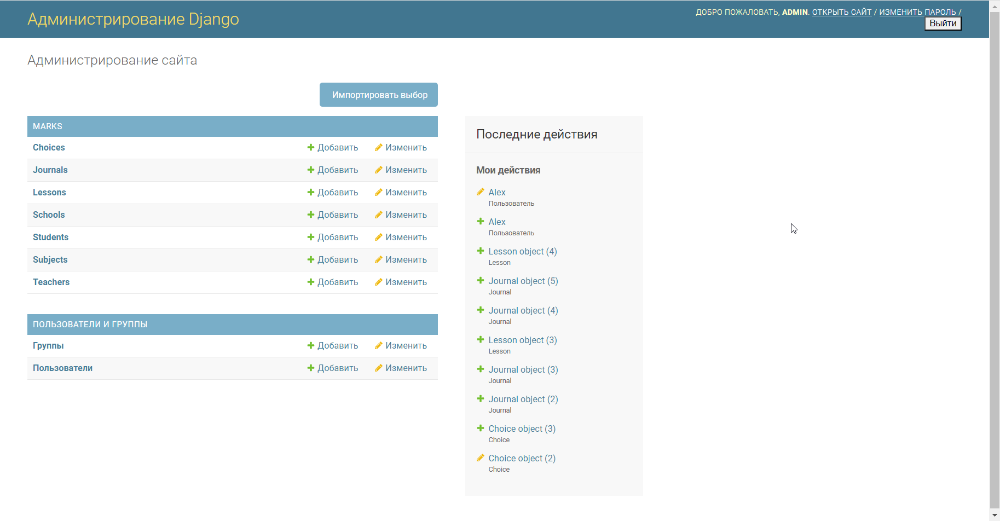 Администрирование Django
ДОБРО ПОЖАЛОВАТЬ, ADMIN. ОТКРЫТЬ САЙТ / ИЗМЕНИТЬ ПАРОЛЬ /
Выйти
Администрирование сайта
Импортировать выбор
MARKS
Choices Добавить Изменить
Journals Добавить Изменить
Lessons Добавить Изменить
Schools Добавить Изменить
Students Добавить Изменить
Subjects Добавить Изменить
Teachers Добавить Изменить
ПОЛЬЗОВАТЕЛИ И ГРУППЫ
Группы Добавить Изменить
Пользователи Добавить Изменить
Последние действия
Мои действия
Alex
Пользователь
Alex
Пользователь
Lesson object (4)
Lesson
Journal object (5)
Journal
Journal object (4)
Journal
Lesson object (3)
Lesson
Journal object (3)
Journal
Journal object (2)
Journal
Choice object (3)
Choice
Choice object (2)
Choice